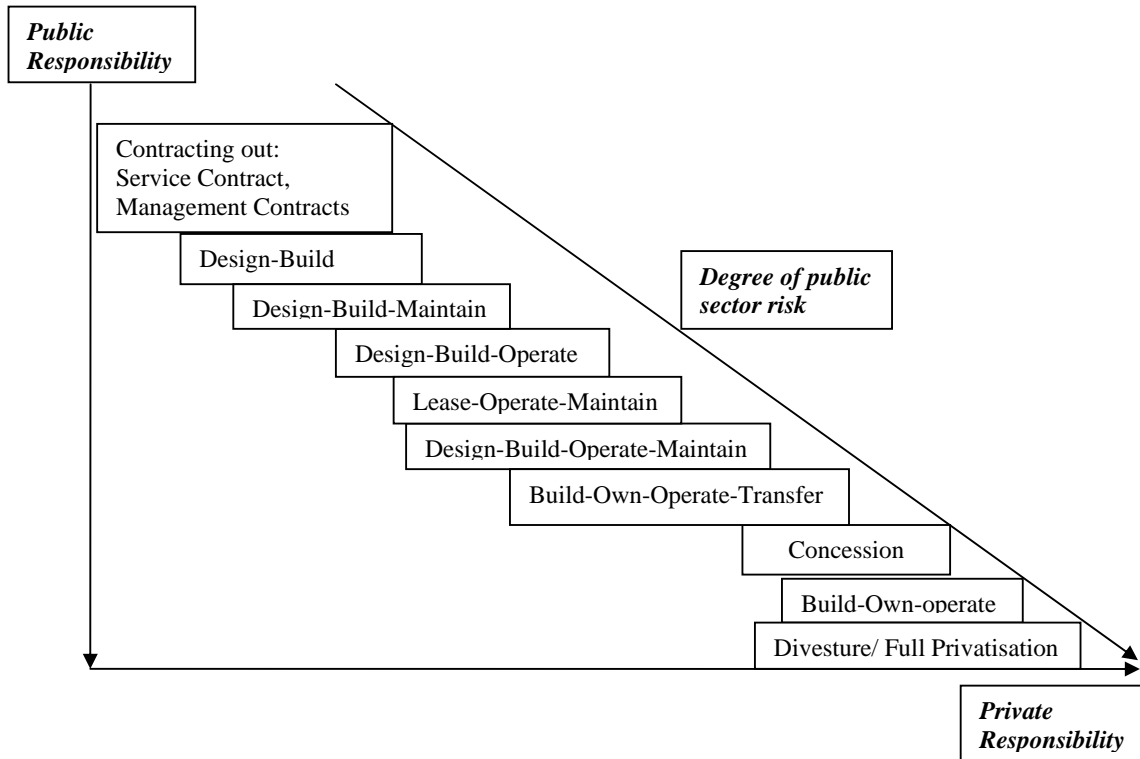 Public
Responsibility
Contracting out:
Service Contract,
Management Contracts
Design-Build
Degree of public
sector risk
Design-Build-Maintain
Design-Build-Operate
Lease-Operate-Maintain
Design-Build-Operate-Maintain
Build-Own-Operate-Transfer
Concession
Build-Own-operate
Divesture/ Full Privatisation
Private
Responsibility